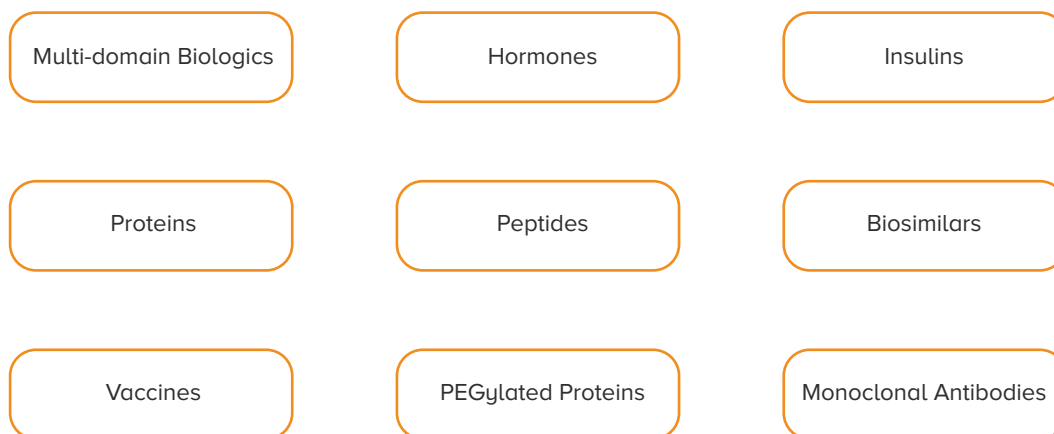 Multi-domain Biologics
Hormones
Insulins
Proteins
Peptides
Biosimilars
Vaccines
PEGylated Proteins
Monoclonal Antibodies